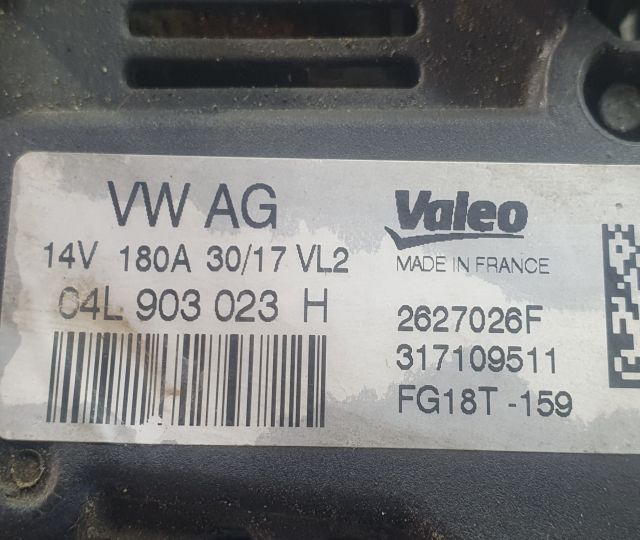 VW AG
14V 180A 30/17 VL2
04L 903 023 H
Valeo
MADE IN FRANCE
2627026F
317109511
FG18T -159